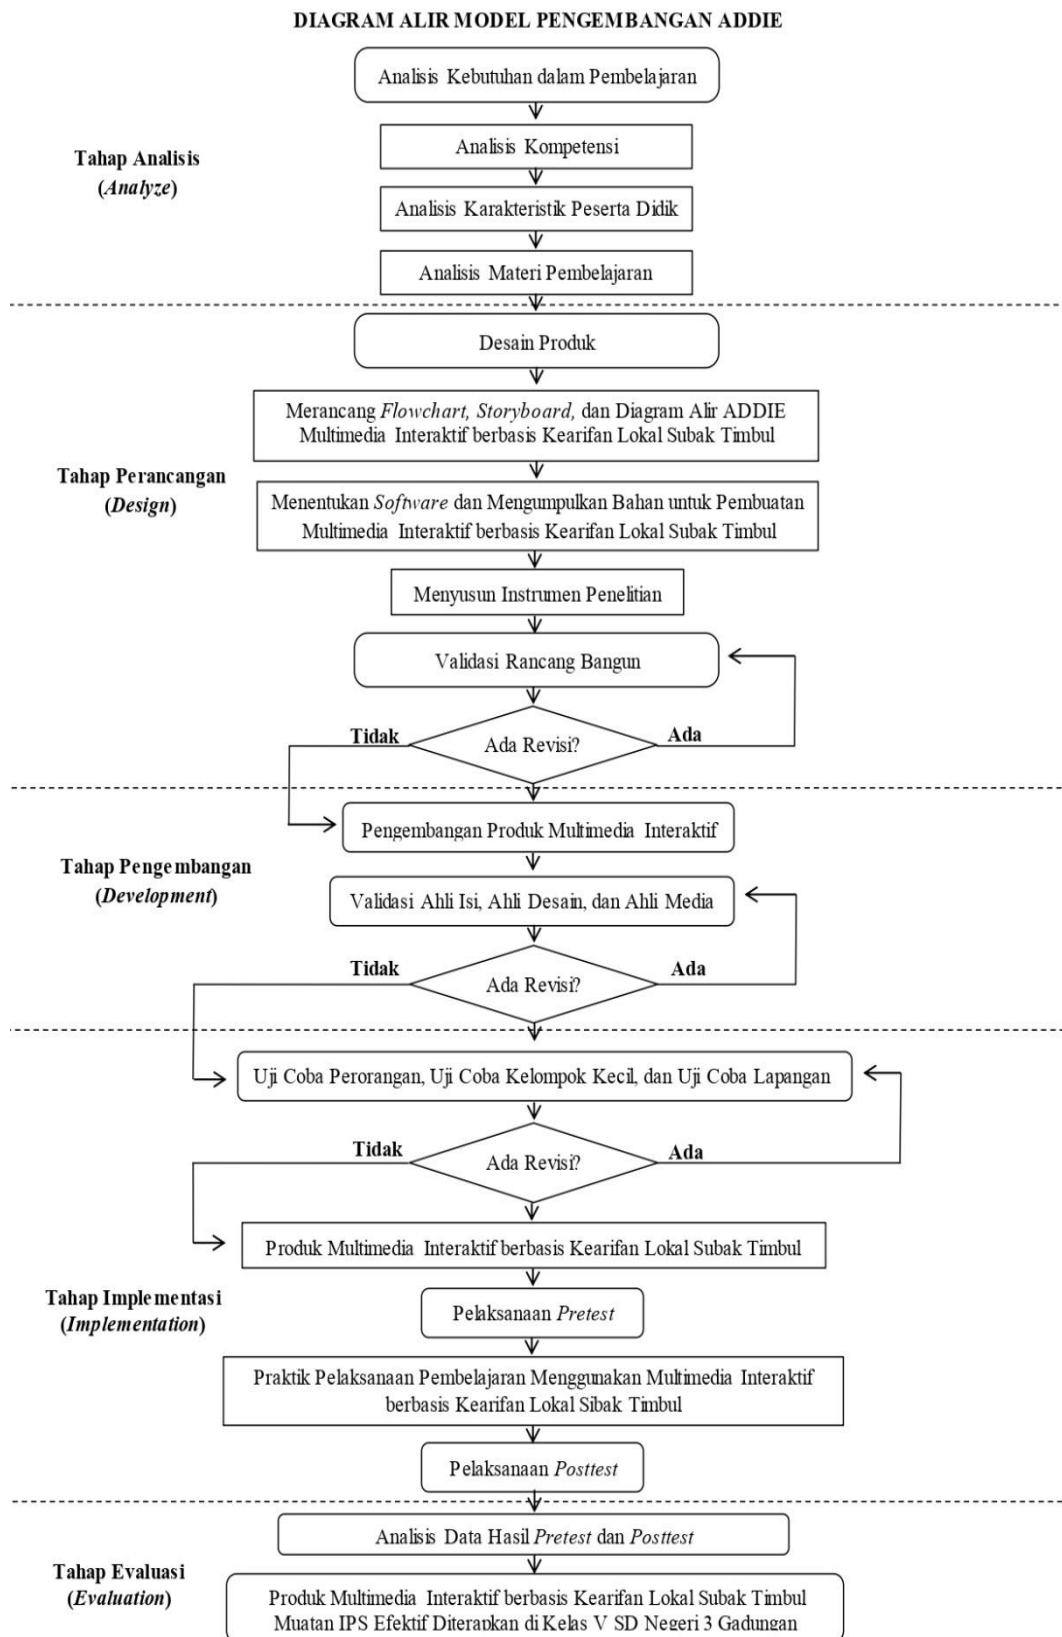 DIAGRAM ALIR MODEL PENGEMBANGAN ADDIE
Analisis Kebutuhan dalam Pembelajaran
Tahap Analisis
(Analyze)
Analisis Kompetensi
Analisis Karakteristik Peserta Didik
Analisis Materi Pembelajaran
Desain Produk
Merancang Flowchart, Storyboard, dan Diagram Alir ADDIE
Multimedia Interaktif berbasis Kearifan Lokal Subak Timbul
Tahap Perancangan
(Design)
Menentukan Software dan Mengumpulkan Bahan untuk Pembuatan
Multimedia Interaktif berbasis Kearifan Lokal Subak Timbul
Menyusun Instrumen Penelitian
Validasi Rancang Bangun
Tidak
Ada Revisi?
Ada
Pengembangan Produk Multimedia Interaktif
Tahap Pengembangan
(Development)
Validasi Ahli Isi, Ahli Desain, dan Ahli Media
Tidak
Ada Revisi?
Ada
Uji Coba Perorangan, Uji Coba Kelompok Kecil, dan Uji Coba Lapangan
Tidak
Ada Revisi?
Ada
Produk Multimedia Interaktif berbasis Kearifan Lokal Subak Timbul
Tahap Implementasi
(Implementation)
Pelaksanaan Pretest
Praktik Pelaksanaan Pembelajaran Menggunakan Multimedia Interaktif
berbasis Kearifan Lokal Sibak Timbul
Pelaksanaan Posttest
Analisis Data Hasil Pretest dan Posttest
Tahap Evaluasi
(Evaluation)
Produk Multimedia Interaktif berbasis Kearifan Lokal Subak Timbul
Muatan IPS Efektif Diterapkan di Kelas V SD Negeri 3 Gadungan